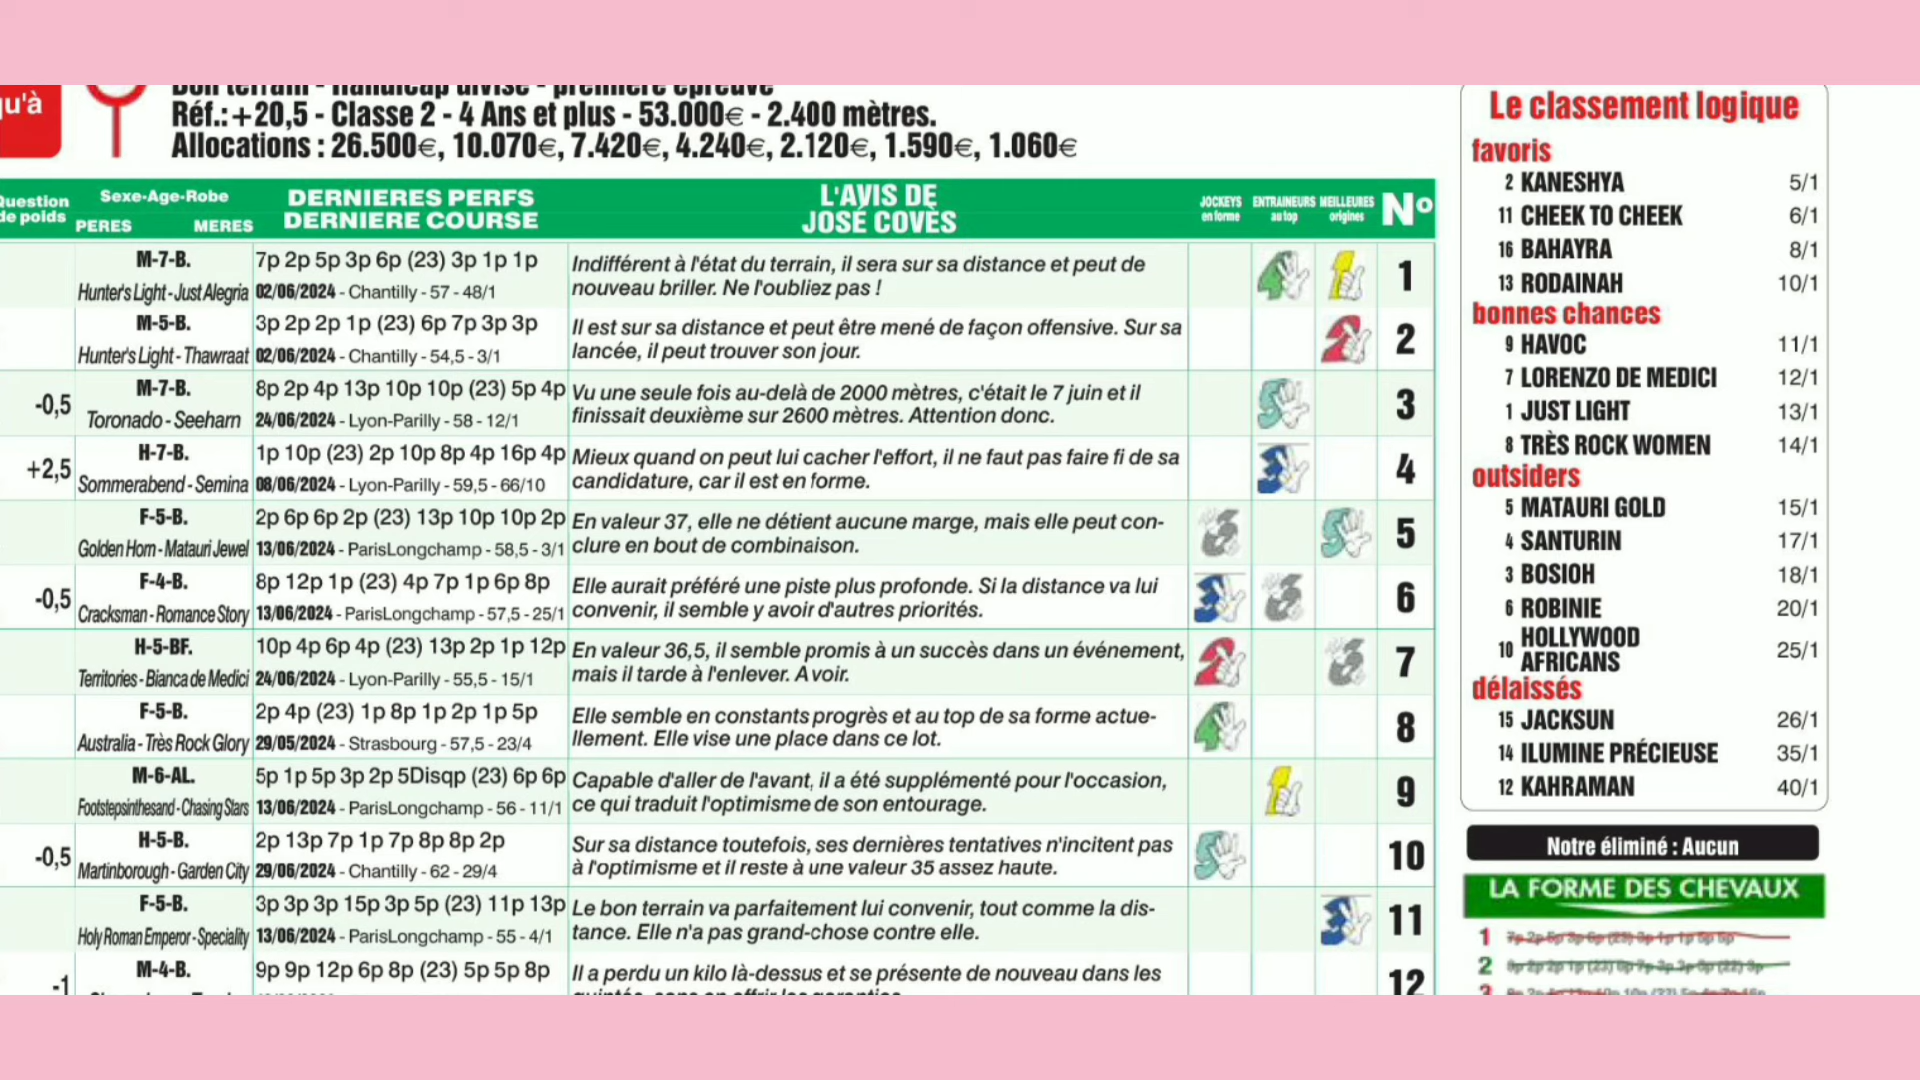 qu'à
Bon terrain - Handicap divisé - première épreuve
Réf.: +20,5 - Classe 2 - 4 Ans et plus - 53.000€ - 2.400 mètres.
Allocations : 26.500€, 10.070€, 7.420€, 4.240€, 2.120€, 1.590€, 1.060€
Question
de poids
Sexe-Age-Robe
PERES MERES
DERNIERES PERFS
DERNIERE COURSE
L'AVIS DE
JOSÉ COVÈS
JOCKEYS
en forme
ENTRAINEURS
au top
MEILLEURES
origines
N°
M-7-B.
Hunter's Light - Just Alegria
7p 2p 5p 3p 6p (23) 3p 1p 1p
02/06/2024 - Chantilly - 57 - 48/1
Indifférent à l'état du terrain, il sera sur sa distance et peut de
nouveau briller. Ne l'oubliez pas !
4 1 1
M-5-B.
Hunter's Light - Thawraat
3p 2p 2p 1p (23) 6p 7p 3p 3p
02/06/2024 - Chantilly - 54,5 - 3/1
Il est sur sa distance et peut être mené de façon offensive. Sur sa
lancée, il peut trouver son jour.
2 2
-0,5
M-7-B.
Toronado - Seeharn
8p 2p 4p 13p 10p 10p (23) 5p 4p
24/06/2024 - Lyon-Parilly - 58 - 12/1
Vu une seule fois au-delà de 2000 mètres, c'était le 7 juin et il
finissait deuxième sur 2600 mètres. Attention donc.
5 3
+2,5
H-7-B.
Sommerabend - Semina
1p 10p (23) 2p 10p 8p 4p 16p 4p
08/06/2024 - Lyon-Parilly - 59,5 - 66/10
Mieux quand on peut lui cacher l'effort, il ne faut pas faire fi de sa
candidature, car il est en forme.
3 4
F-5-B.
Golden Horn - Matauri Jewel
2p 6p 6p 2p (23) 13p 10p 10p 2p
13/06/2024 - ParisLongchamp - 58,5 - 3/1
En valeur 37, elle ne détient aucune marge, mais elle peut con-
clure en bout de combinaison.
6 5 5
-0,5
F-4-B.
Cracksman - Romance Story
8p 12p 1p (23) 4p 7p 1p 6p 8p
13/06/2024 - ParisLongchamp - 57,5 - 25/1
Elle aurait préféré une piste plus profonde. Si la distance va lui
convenir, il semble y avoir d'autres priorités.
3 6 6
H-5-BF.
Territories - Bianca de Medici
10p 4p 6p 4p (23) 13p 2p 1p 12p
24/06/2024 - Lyon-Parilly - 55,5 - 15/1
En valeur 36,5, il semble promis à un succès dans un événement,
mais il tarde à l'enlever. A voir.
2 6 7
F-5-B.
Australia - Très Rock Glory
2p 4p (23) 1p 8p 1p 2p 1p 5p
29/05/2024 - Strasbourg - 57,5 - 23/4
Elle semble en constants progrès et au top de sa forme actue-
llement. Elle vise une place dans ce lot.
4 8
M-6-AL.
Footstepsinthesand - Chasing Stars
5p 1p 5p 3p 2p 5Disqp (23) 6p 6p
13/06/2024 - ParisLongchamp - 56 - 11/1
Capable d'aller de l'avant, il a été supplémenté pour l'occasion,
ce qui traduit l'optimisme de son entourage.
1 9
-0,5
H-5-B.
Martinborough - Garden City
2p 13p 7p 1p 7p 8p 8p 2p
29/06/2024 - Chantilly - 62 - 29/4
Sur sa distance toutefois, ses dernières tentatives n'incitent pas
à l'optimisme et il reste à une valeur 35 assez haute.
5 10
F-5-B.
Holy Roman Emperor - Speciality
3p 3p 3p 15p 3p 5p (23) 11p 13p
13/06/2024 - ParisLongchamp - 55 - 4/1
Le bon terrain va parfaitement lui convenir, tout comme la dis-
tance. Elle n'a pas grand-chose contre elle.
3 11
-1
M-4-B.
9p 9p 12p 6p 8p (23) 5p 5p 8p
Il a perdu un kilo là-dessus et se présente de nouveau dans les
12
Le classement logique
favoris
2 KANESHYA 5/1
11 CHEEK TO CHEEK 6/1
16 BAHAYRA 8/1
13 RODAINAH 10/1
bonnes chances
9 HAVOC 11/1
7 LORENZO DE MEDICI 12/1
1 JUST LIGHT 13/1
8 TRÈS ROCK WOMEN 14/1
outsiders
5 MATAURI GOLD 15/1
4 SANTURIN 17/1
3 BOSIOH 18/1
6 ROBINIE 20/1
10 HOLLYWOOD
AFRICANS 25/1
délaissés
15 JACKSUN 26/1
14 ILUMINE PRÉCIEUSE 35/1
12 KAHRAMAN 40/1
Notre éliminé : Aucun
LA FORME DES CHEVAUX
1
2
3